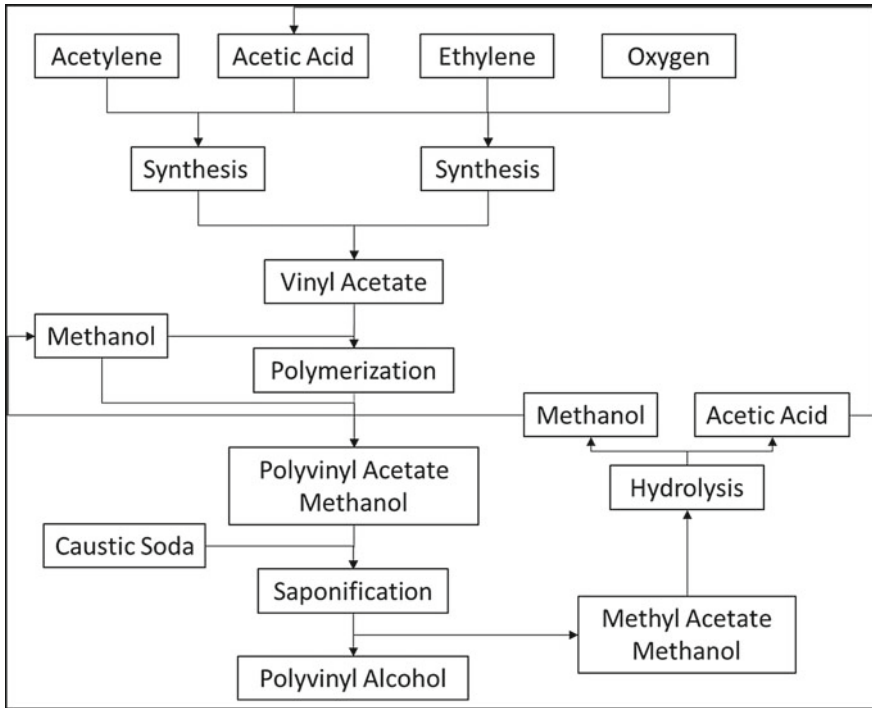 Acetylene
Acetic Acid
Ethylene
Oxygen
Synthesis
Synthesis
Vinyl Acetate
Methanol
Polymerization
Methanol
Acetic Acid
Polyvinyl Acetate
Methanol
Hydrolysis
Caustic Soda
Saponification
Methyl Acetate
Methanol
Polyvinyl Alcohol